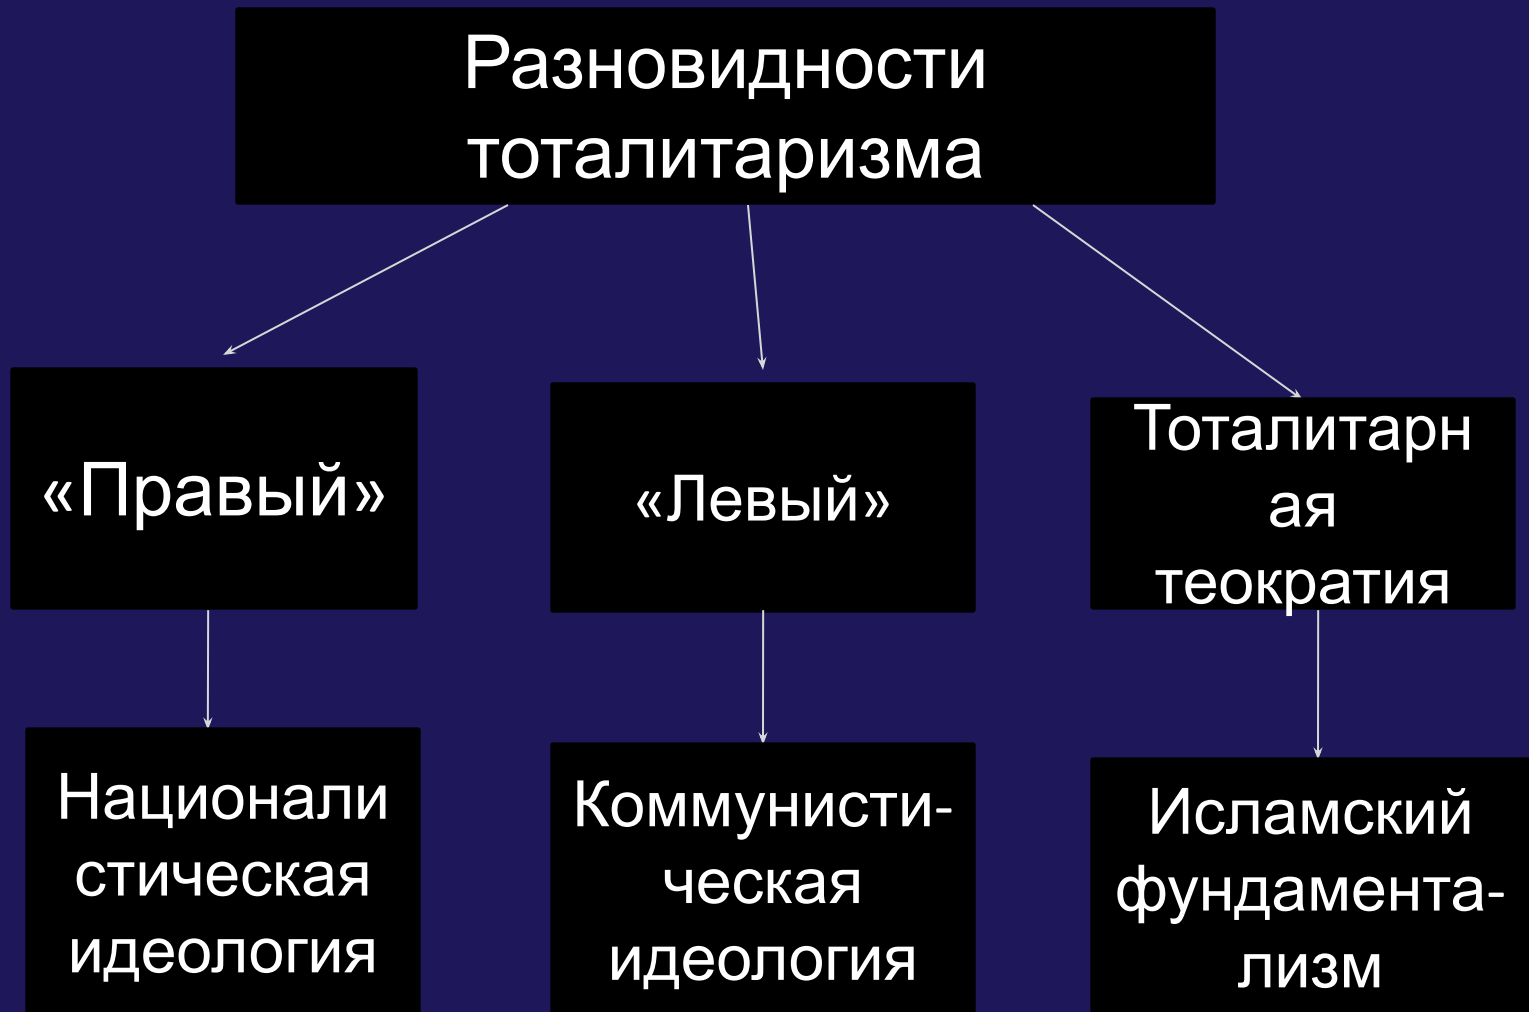 Разновидности
тоталитаризма
«Правый»
«Левый»
Тоталитарн
ая
теократия
Национали
стическая
идеология
Коммунисти-
ческая
идеология
Исламский
фундамента-
лизм